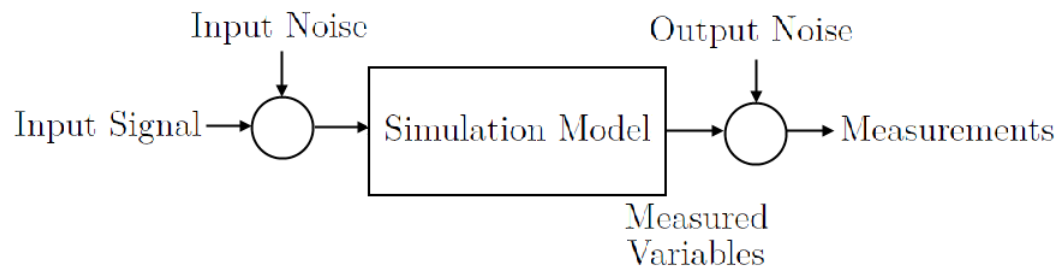 Input Noise
Output Noise
Input Signal
Simulation Model
Measurements
Measured
Variables